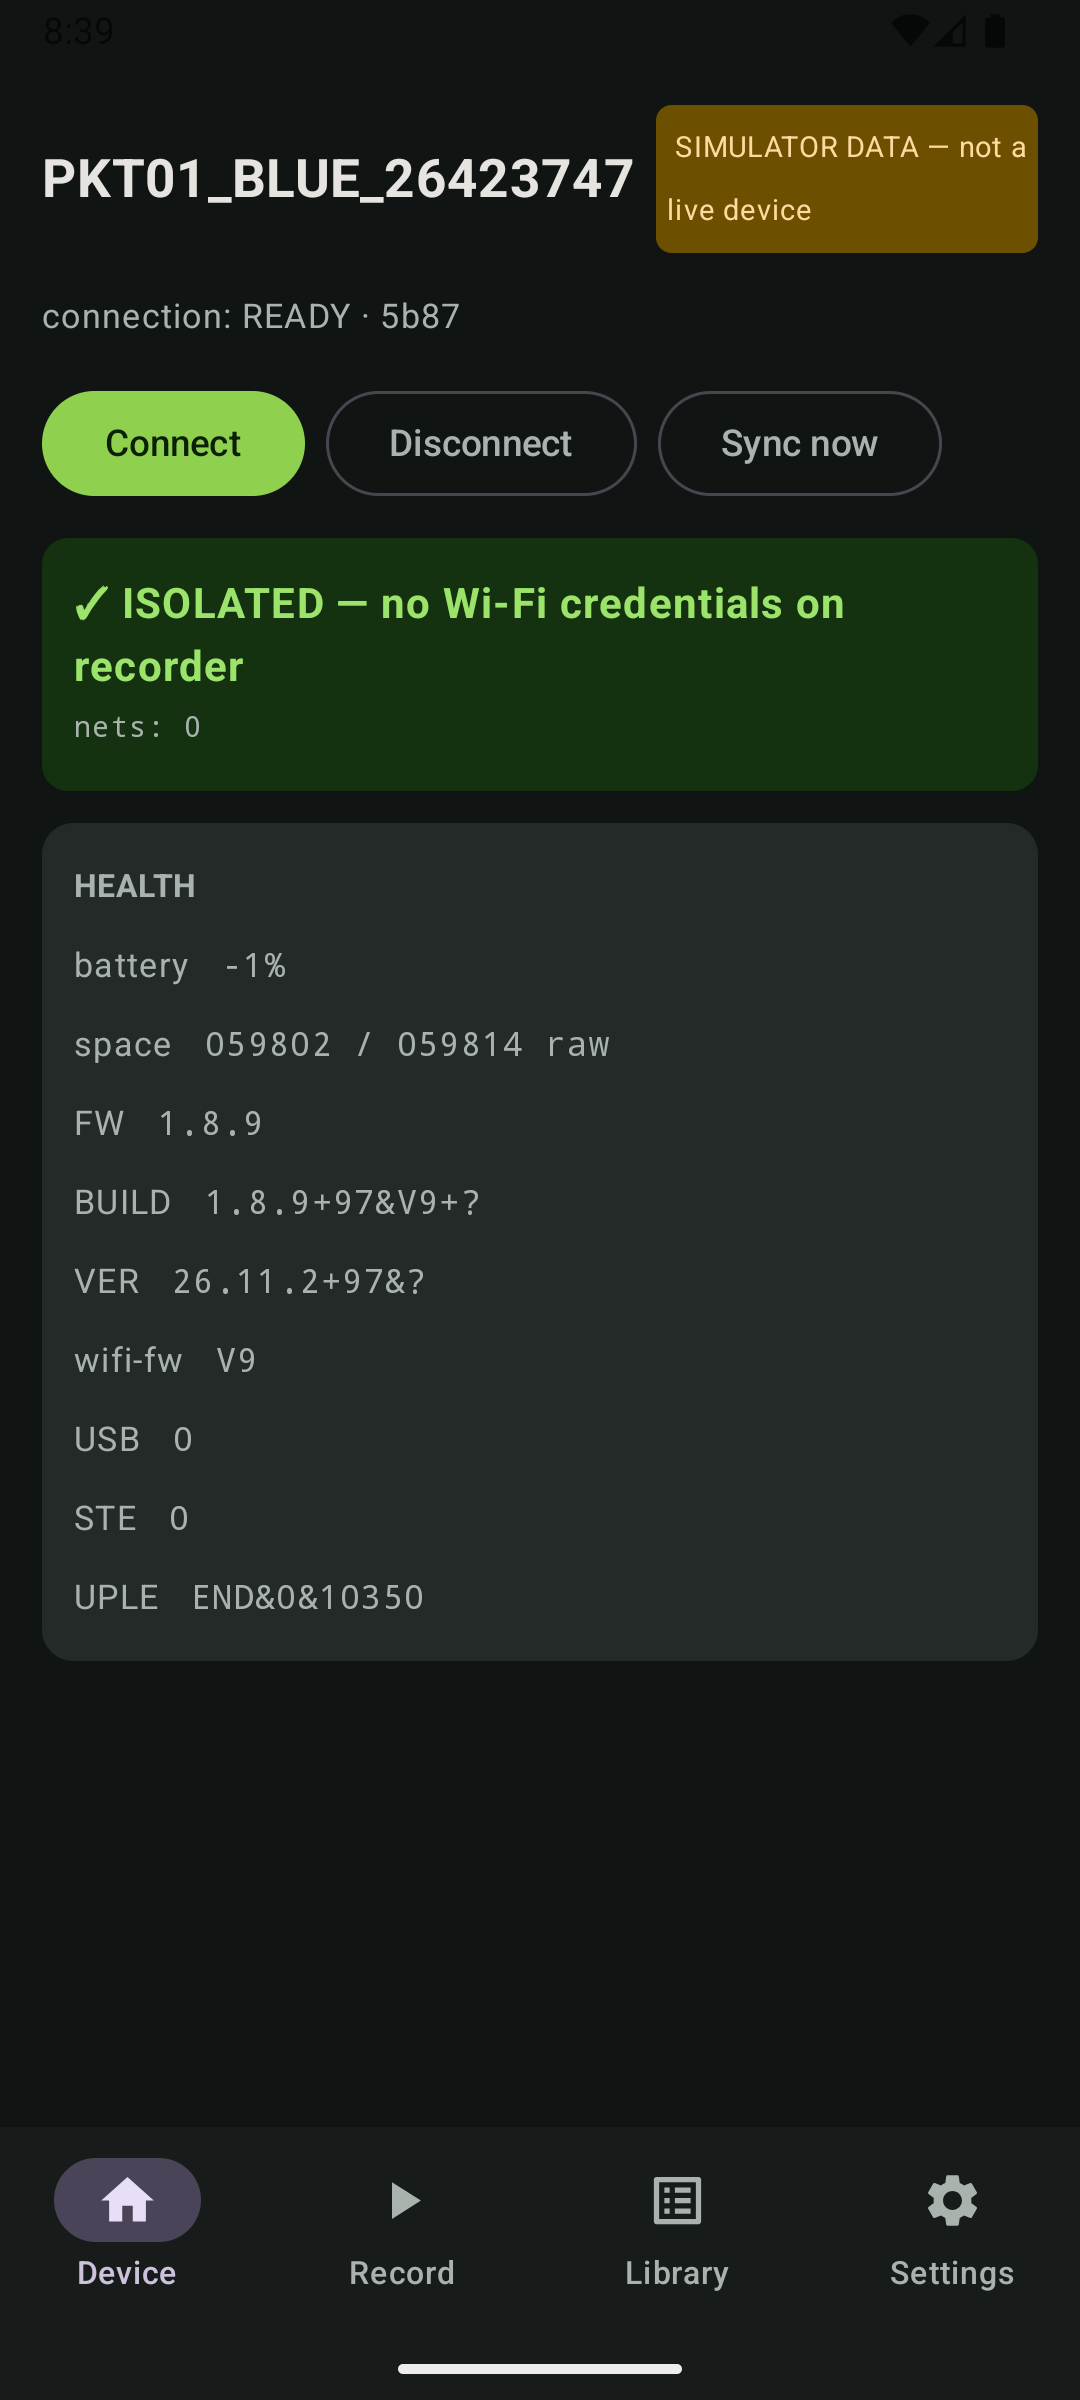 8:39
PKT01_BLUE_26423747
SIMULATOR DATA — not a
live device
connection: READY · 5b87
Connect
Disconnect
Sync now
✓ ISOLATED — no Wi-Fi credentials on
recorder
nets: 0
HEALTH
battery -1%
space 059802 / 059814 raw
FW 1.8.9
BUILD 1.8.9+97&V9+?
VER 26.11.2+97&?
wifi-fw V9
USB 0
STE 0
UPLE END&0&10350
Device
Record
Library
Settings